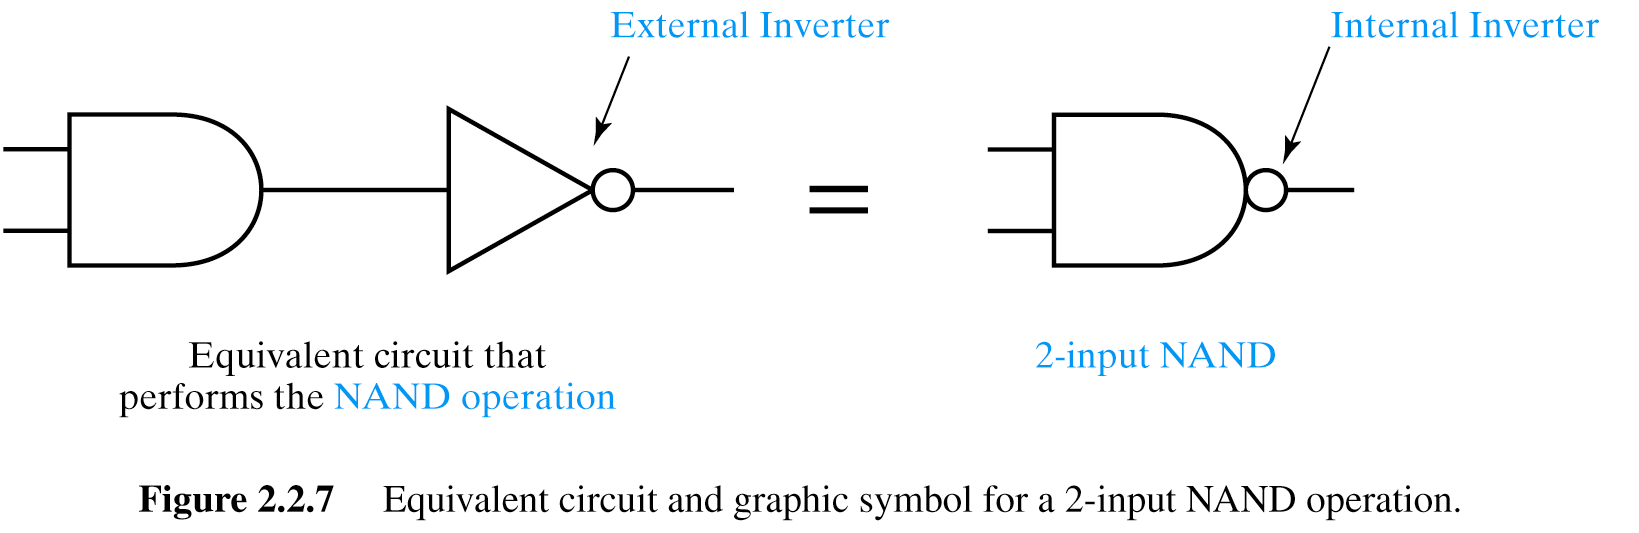 External Inverter
Internal Inverter
Equivalent circuit that
performs the NAND operation
2-input NAND
Figure 2.2.7 Equivalent circuit and graphic symbol for a 2-input NAND operation.